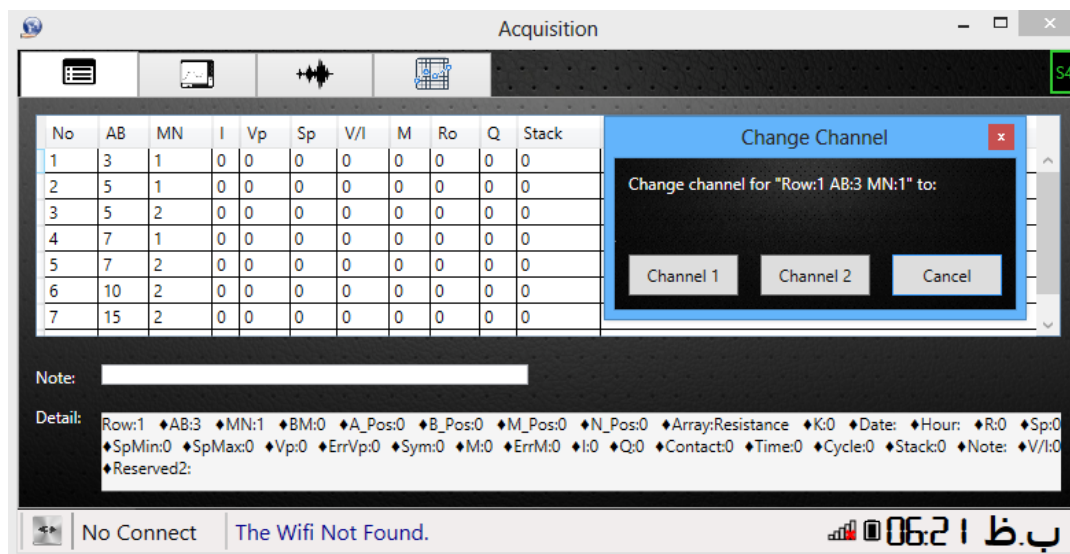 Acquisition
S4
No AB MN I Vp Sp V/I M Ro Q Stack
1 3 1 0 0 0 0 0 0 0 0
2 5 1 0 0 0 0 0 0 0 0
3 5 2 0 0 0 0 0 0 0 0
4 7 1 0 0 0 0 0 0 0 0
5 7 2 0 0 0 0 0 0 0 0
6 10 2 0 0 0 0 0 0 0 0
7 15 2 0 0 0 0 0 0 0 0
Change Channel
x
Change channel for "Row:1 AB:3 MN:1" to:
Channel 1 Channel 2 Cancel
Note:
Detail:
Row:1 ♦AB:3 ♦MN:1 ♦BM:0 ♦A_Pos:0 ♦B_Pos:0 ♦M_Pos:0 ♦N_Pos:0 ♦Array:Resistance ♦K:0 ♦Date: ♦Hour: ♦R:0 ♦Sp:0
♦SpMin:0 ♦SpMax:0 ♦Vp:0 ♦ErrVp:0 ♦Sym:0 ♦M:0 ♦ErrM:0 ♦I:0 ♦Q:0 ♦Contact:0 ♦Time:0 ♦Cycle:0 ♦Stack:0 ♦Note: ♦V/I:0
♦Reserved2:
No Connect The Wifi Not Found. 06:21 ب.ظ